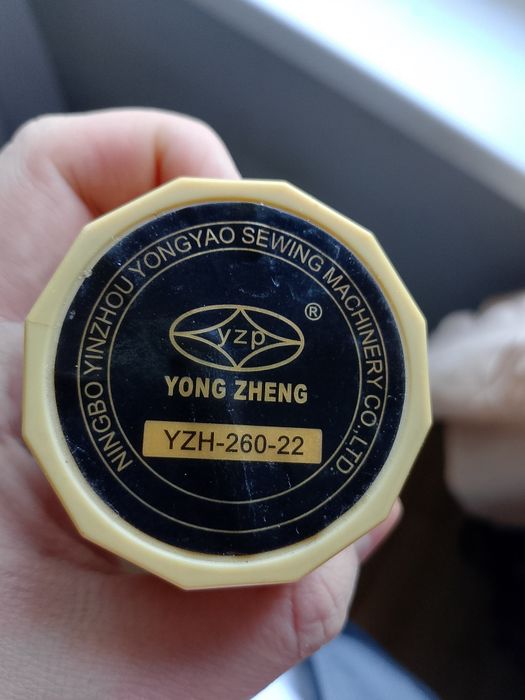 NINGBO YINZHOU YONGYAO SEWING MACHINERY CO.,LTD.
yzp ®
YONG ZHENG
YZH-260-22